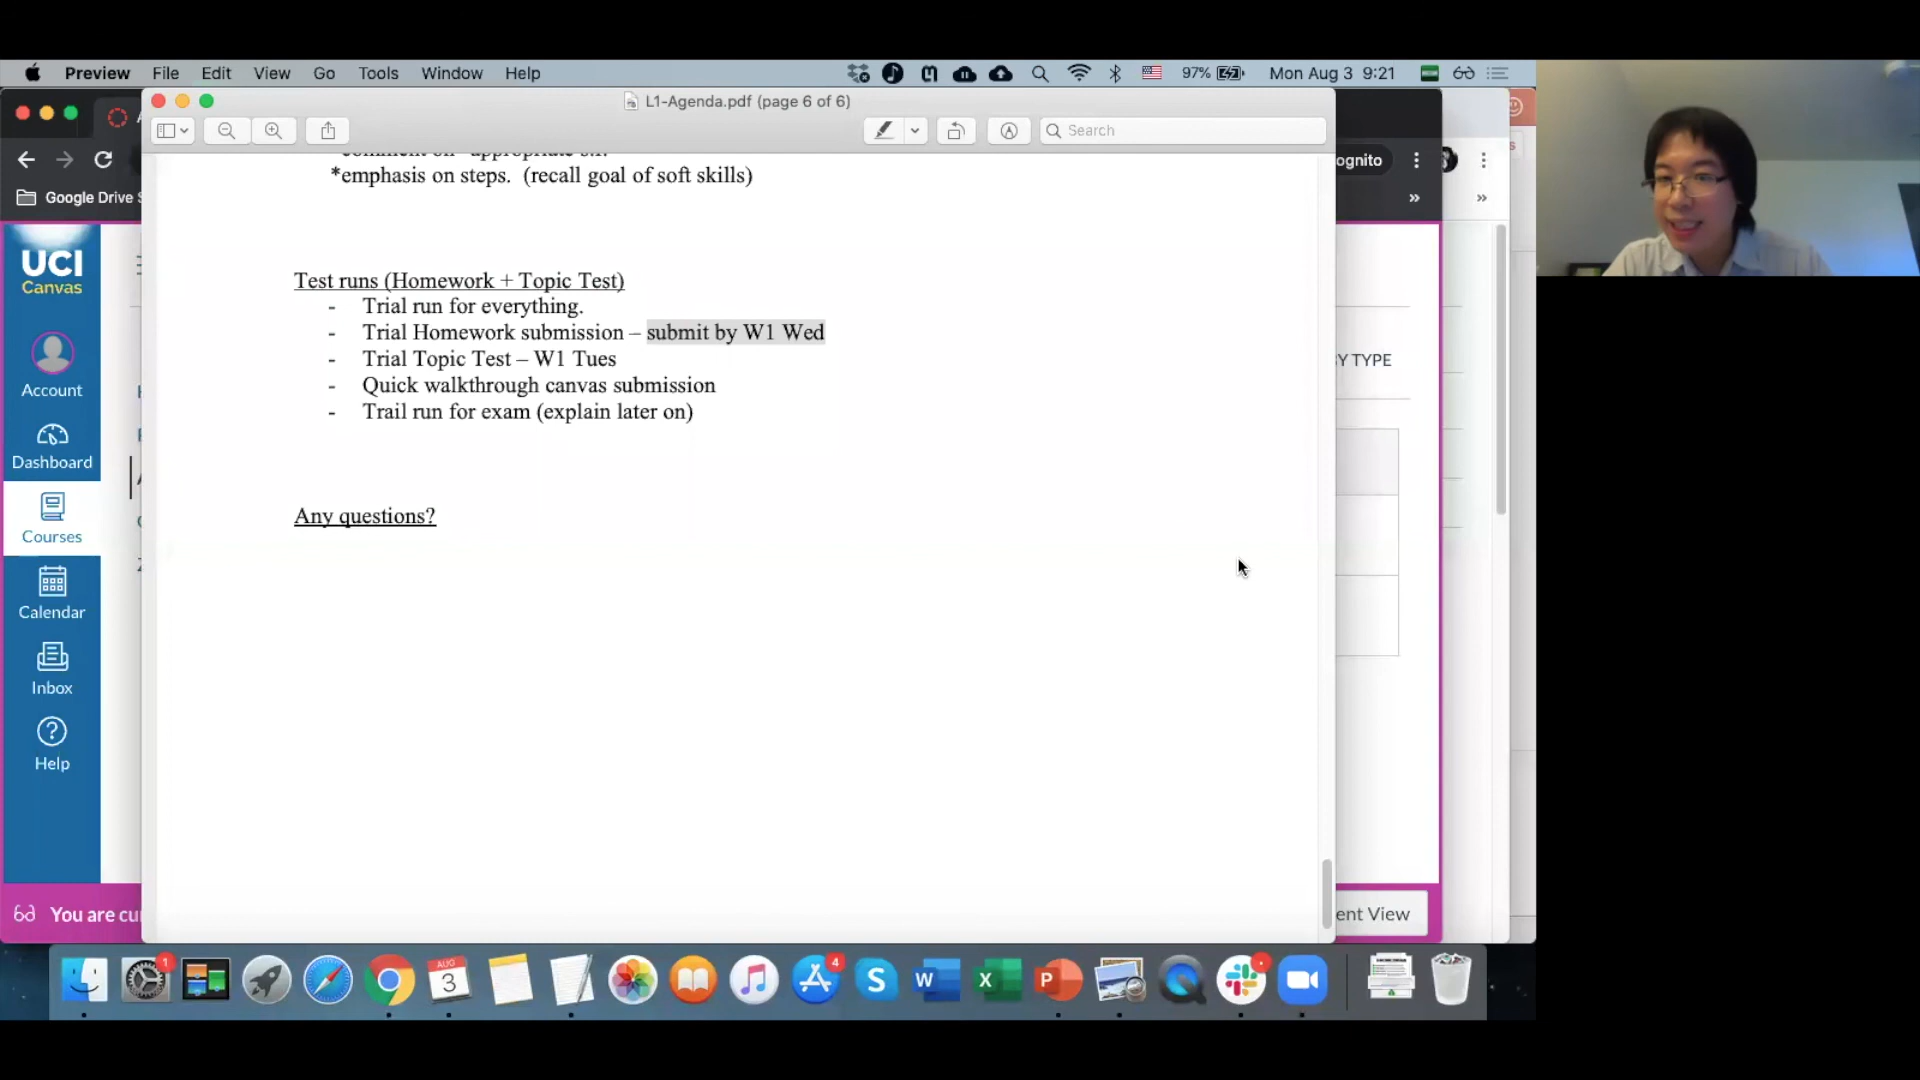 Preview File Edit View Go Tools Window Help
97% Mon Aug 3 9:21
L1-Agenda.pdf (page 6 of 6)
Search
ognito
Google Drive
*emphasis on steps. (recall goal of soft skills)
UCI
Canvas
Test runs (Homework + Topic Test)
- Trial run for everything.
- Trial Homework submission – submit by W1 Wed
- Trial Topic Test – W1 Tues
- Quick walkthrough canvas submission
- Trail run for exam (explain later on)
Y TYPE
Account
Dashboard
Any questions?
Courses
Calendar
Inbox
Help
You are cu
ent View
AUG
3
1
4
S
W
X
P